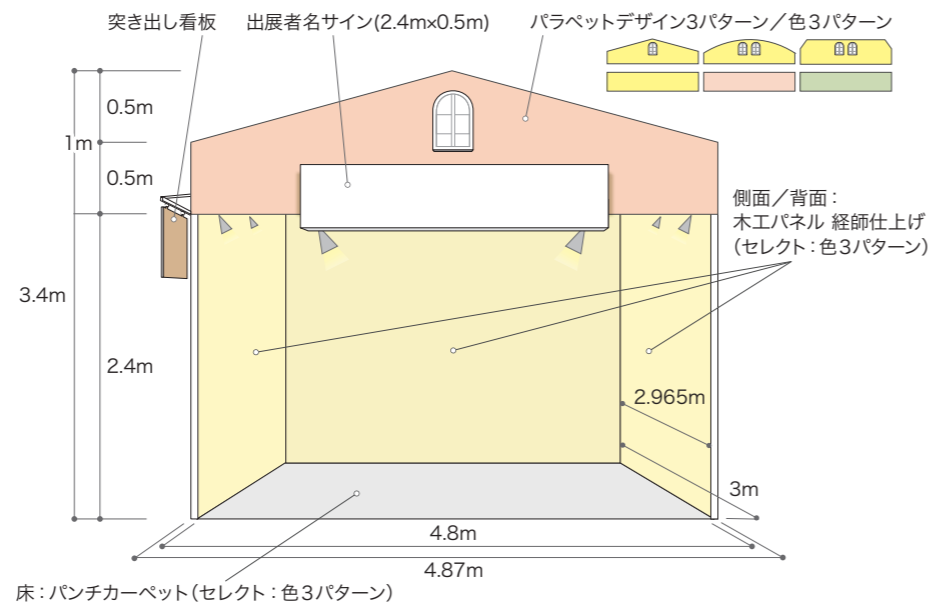 突き出し看板
出展者名サイン(2.4m×0.5m)
パラペットデザイン3パターン／色3パターン
0.5m
1m
0.5m
側面／背面：
木工パネル 経師仕上げ
（セレクト：色3パターン）
3.4m
2.4m
2.965m
3m
4.8m
4.87m
床：パンチカーペット（セレクト：色3パターン）